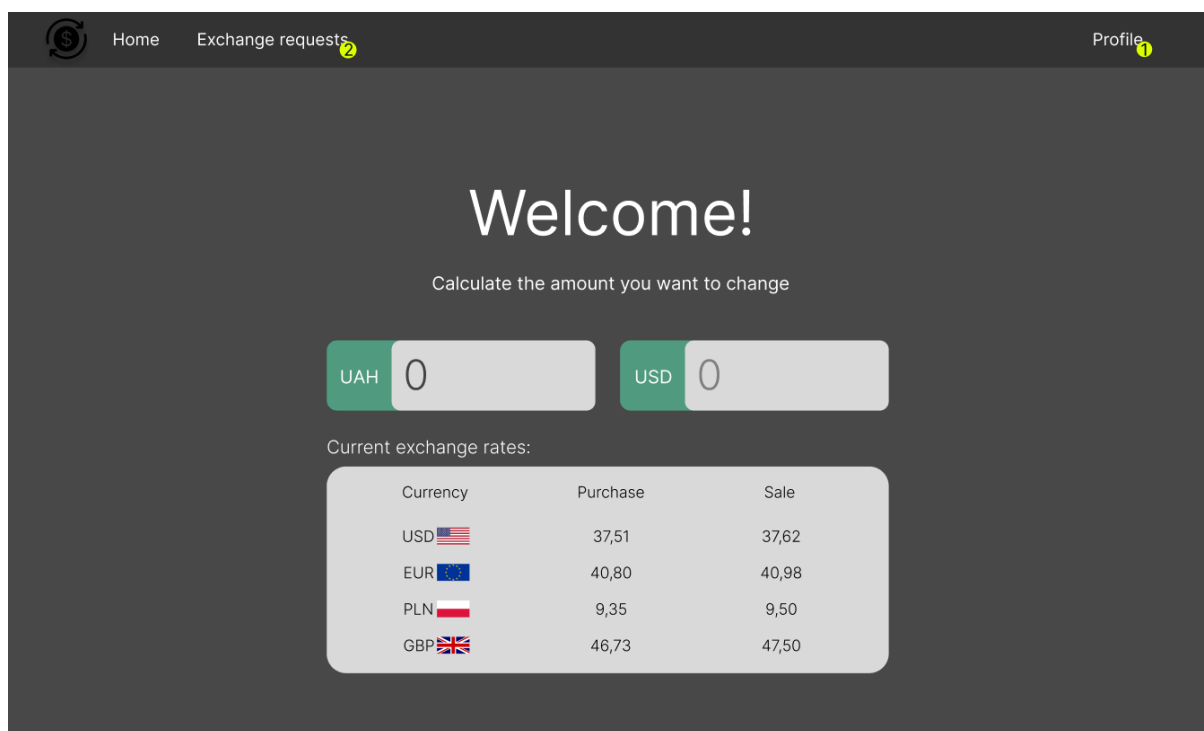 $ Home Exchange requests 2 Profile 1
Welcome!
Calculate the amount you want to change
UAH 0 USD 0
Current exchange rates:
Currency Purchase Sale
USD 37,51 37,62
EUR 40,80 40,98
PLN 9,35 9,50
GBP 46,73 47,50